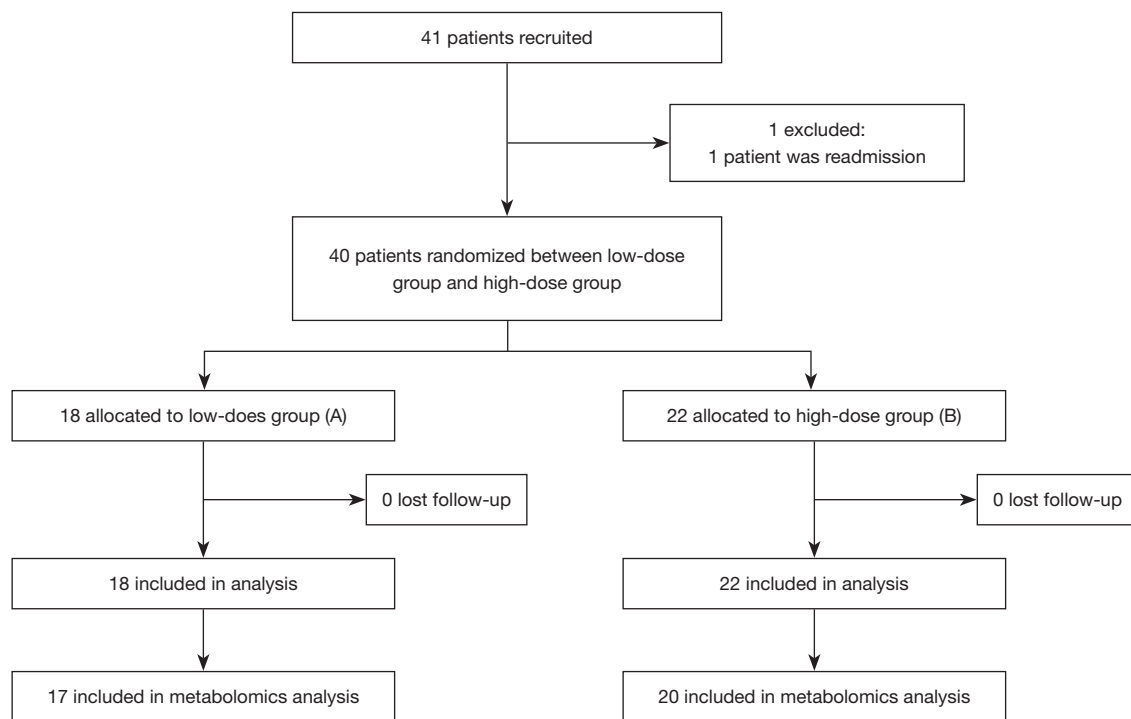 41 patients recruited
1 excluded:
1 patient was readmission
40 patients randomized between low-dose
group and high-dose group
18 allocated to low-does group (A)
22 allocated to high-dose group (B)
0 lost follow-up
0 lost follow-up
18 included in analysis
22 included in analysis
17 included in metabolomics analysis
20 included in metabolomics analysis